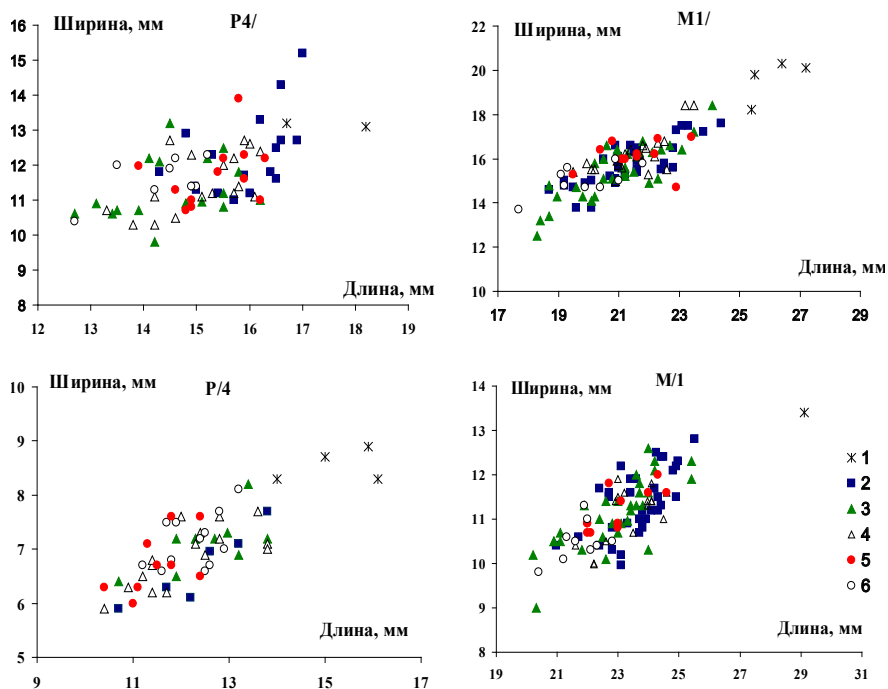 Ширина, мм
P4/
16
15
14
13
12
11
10
9
8
Длина, мм
12 13 14 15 16 17 18 19
Ширина, мм
M1/
22
20
18
16
14
12
10
Длина, мм
17 19 21 23 25 27 29
Ширина, мм
P/4
10
9
8
7
6
5
Длина, мм
9 11 13 15 17
Ширина, мм
M/1
14
13
12
11
10
9
8
Длина, мм
19 21 23 25 27 29 31
1
2
3
4
5
6